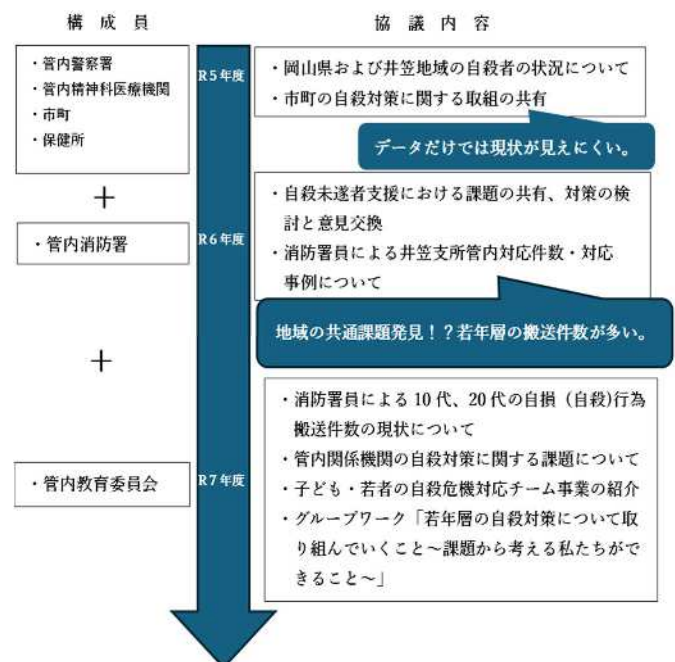 構成員
協議内容
・管内警察署
・管内精神科医療機関
・市町
・保健所
R5年度
・岡山県および井笠地域の自殺者の状況について
・市町の自殺対策に関する取組の共有
データだけでは現状が見えにくい。
+
・管内消防署
R6年度
・自殺未遂者支援における課題の共有、対策の検
討と意見交換
・消防署員による井笠支所管内対応件数・対応
事例について
地域の共通課題発見！？若年層の搬送件数が多い。
+
・管内教育委員会
R7年度
・消防署員による10代、20代の自損（自殺)行為
搬送件数の現状について
・管内関係機関の自殺対策に関する課題について
・子ども・若者の自殺危機対応チーム事業の紹介
・グループワーク「若年層の自殺対策について取
り組んでいくこと～課題から考える私たちがで
きること～」